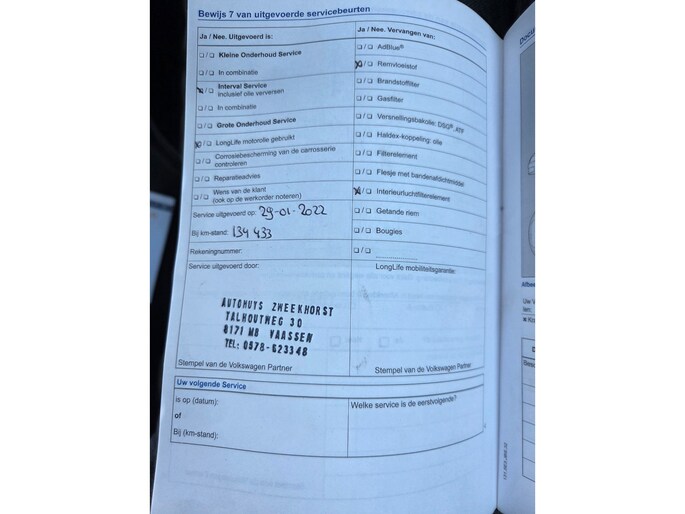 Bewijs 7 van uitgevoerde servicebeurten
Ja / Nee. Uitgevoerd is:
Kleine Onderhoud Service
In combinatie
Interval Service
inclusief olie verversen
In combinatie
Grote Onderhoud Service
LongLife motorolie gebruikt
Corrosiebescherming van de carrosserie
controleren
Reparatieadvies
Wens van de klant
(ook op de werkorder noteren)
Service uitgevoerd op: 29-01-2022
Bij km-stand: 134 433
Rekeningnummer:
Service uitgevoerd door:
AUTOHUYS ZWEEKHORST
TALHOUTWEG 30
8171 MB VAASSEN
TEL: 0578-623348
Stempel van de Volkswagen Partner
Ja / Nee. Vervangen van:
AdBlue®
Remvloeistof
Brandstoffilter
Gasfilter
Versnellingsbakolie: DSG®, ATF
Haldex-koppeling: olie
Filterelement
Flesje met bandenafdichtmiddel
Interieurluchtfilterelement
Getande riem
Bougies
LongLife mobiliteitsgarantie:
Stempel van de Volkswagen Partner
Uw volgende Service
is op (datum):
of
Bij (km-stand):
Welke service is de eerstvolgende?